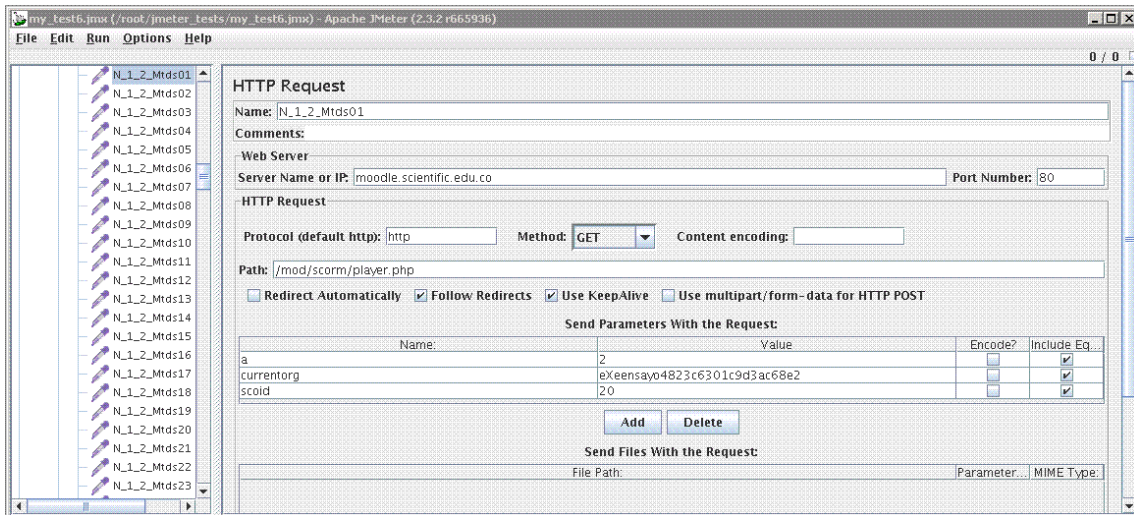 my_test6.jmx (/root/jmeter_tests/my_test6.jmx) - Apache JMeter (2.3.2 r665936)
File Edit Run Options Help
0 / 0
N_1_2_Mtds01
N_1_2_Mtds02
N_1_2_Mtds03
N_1_2_Mtds04
N_1_2_Mtds05
N_1_2_Mtds06
N_1_2_Mtds07
N_1_2_Mtds08
N_1_2_Mtds09
N_1_2_Mtds10
N_1_2_Mtds11
N_1_2_Mtds12
N_1_2_Mtds13
N_1_2_Mtds14
N_1_2_Mtds15
N_1_2_Mtds16
N_1_2_Mtds17
N_1_2_Mtds18
N_1_2_Mtds19
N_1_2_Mtds20
N_1_2_Mtds21
N_1_2_Mtds22
N_1_2_Mtds23
HTTP Request
Name: N_1_2_Mtds01
Comments:
Web Server
Server Name or IP: moodle.scientific.edu.co Port Number: 80
HTTP Request
Protocol (default http): http Method: GET Content encoding:
Path: /mod/scorm/player.php
Redirect Automatically Follow Redirects Use KeepAlive Use multipart/form-data for HTTP POST
Send Parameters With the Request:
Name: Value Encode? Include Eq...
a 2
currentorg eXeensayo4823c6301c9d3ac68e2
scoid 20
Add Delete
Send Files With the Request:
File Path: Parameter... MIME Type: